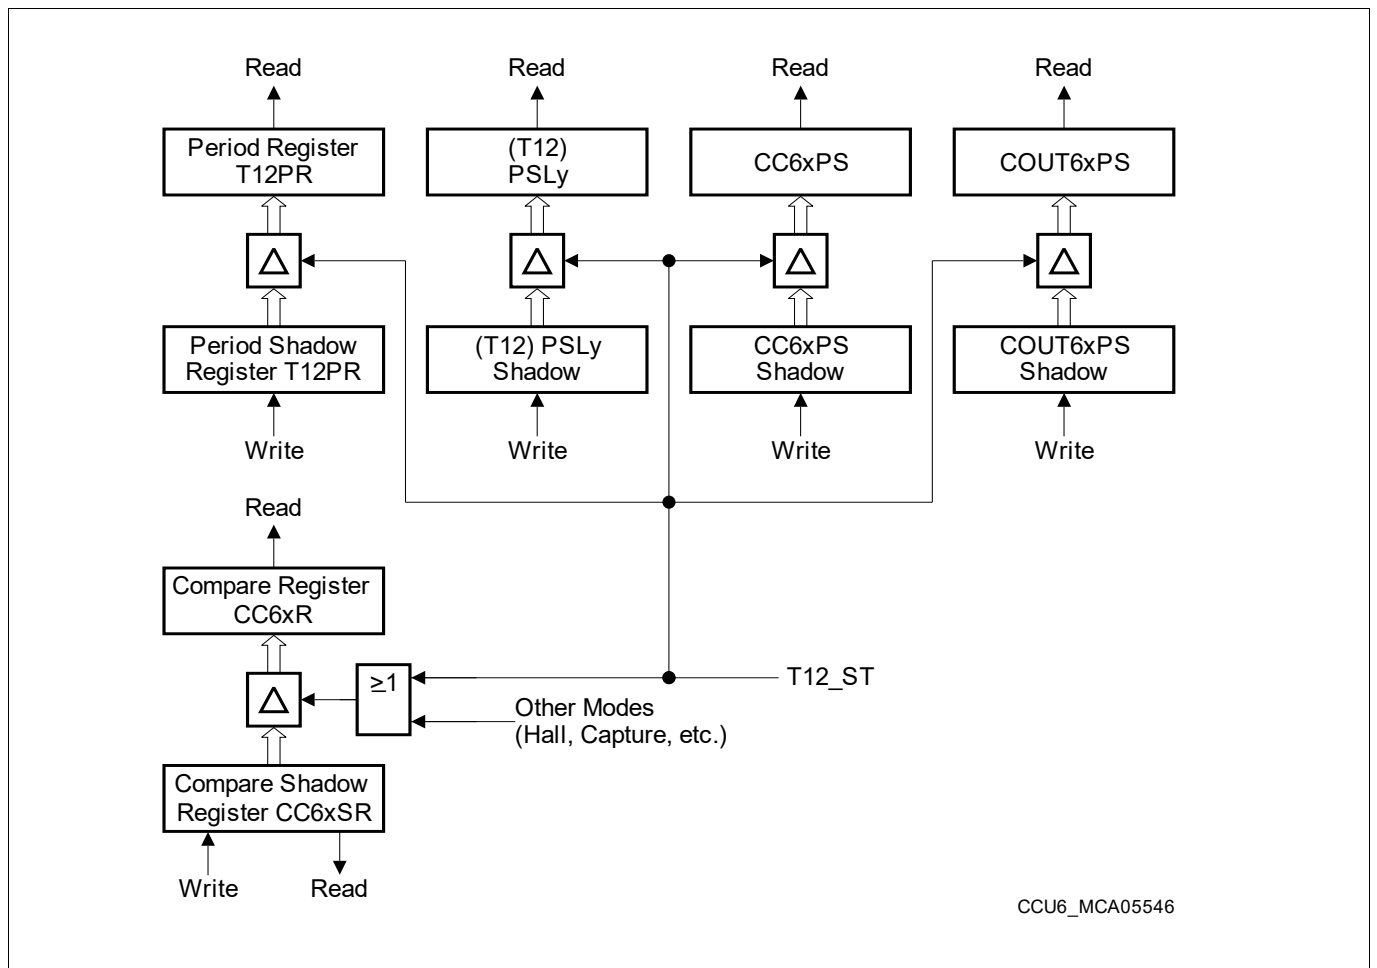 Read
Read
Read
Read
Period Register
T12PR
(T12)
PSLy
CC6xPS
COUT6xPS
Period Shadow
Register T12PR
(T12) PSLy
Shadow
CC6xPS
Shadow
COUT6xPS
Shadow
Write
Write
Write
Write
Read
Compare Register
CC6xR
≥1
T12_ST
Other Modes
(Hall, Capture, etc.)
Compare Shadow
Register CC6xSR
Write
Read
CCU6_MCA05546